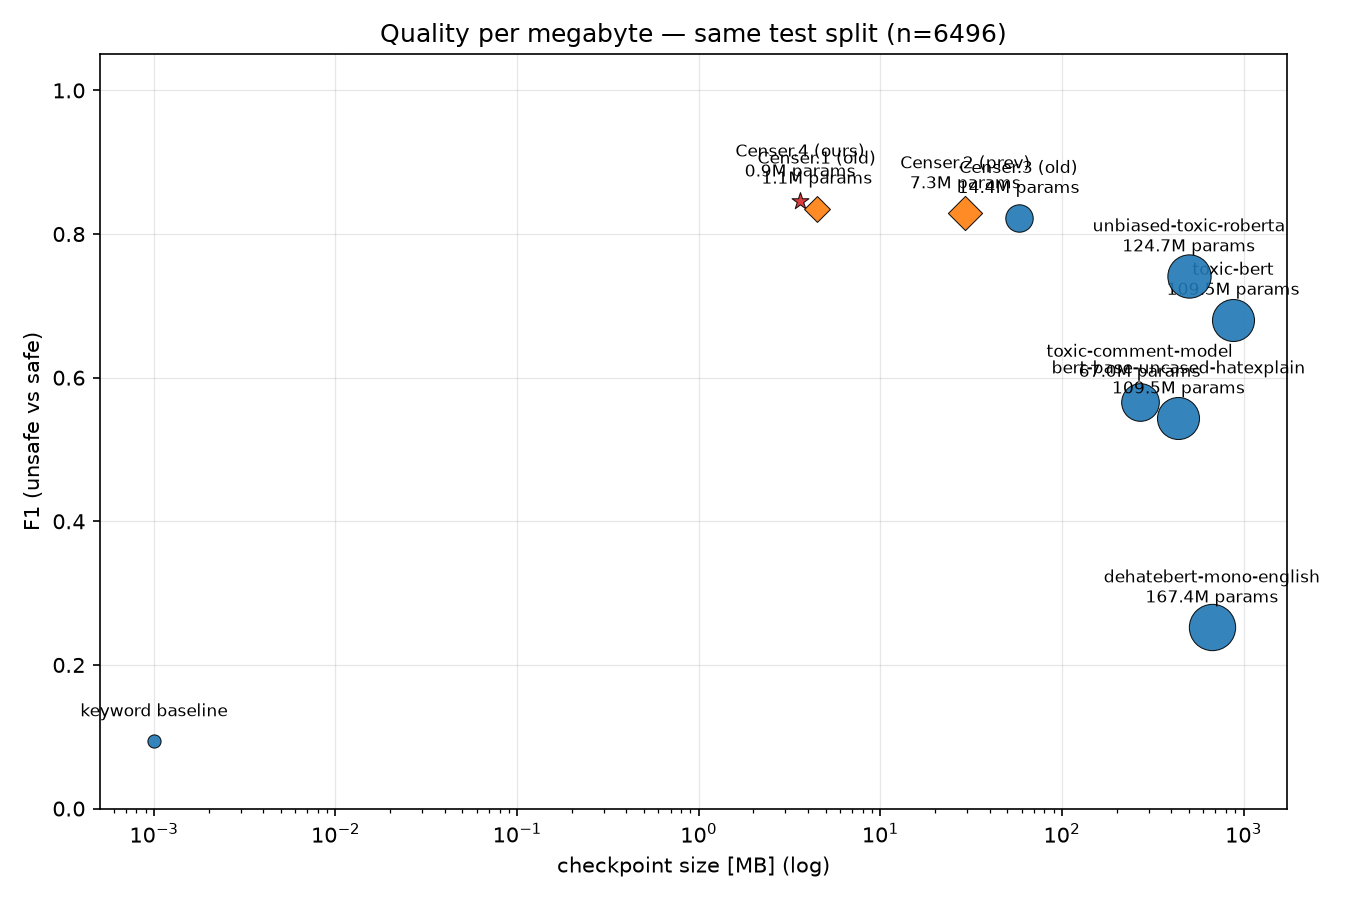 Quality per megabyte — same test split (n=6496)
F1 (unsafe vs safe)
1.0
0.8
0.6
0.4
0.2
0.0
Censer.4 (ours)
0.9M params
Censer.1 (old)
1.1M params
Censer.2 (prev)
7.3M params
Censer.3 (old)
14.4M params
unbiased-toxic-roberta
124.7M params
toxic-bert
109.5M params
toxic-comment-model
67.0M params
bert-base-uncased-hatexplain
109.5M params
dehatebert-mono-english
167.4M params
keyword baseline
10⁻³ 10⁻² 10⁻¹ 10⁰ 10¹ 10² 10³
checkpoint size [MB] (log)